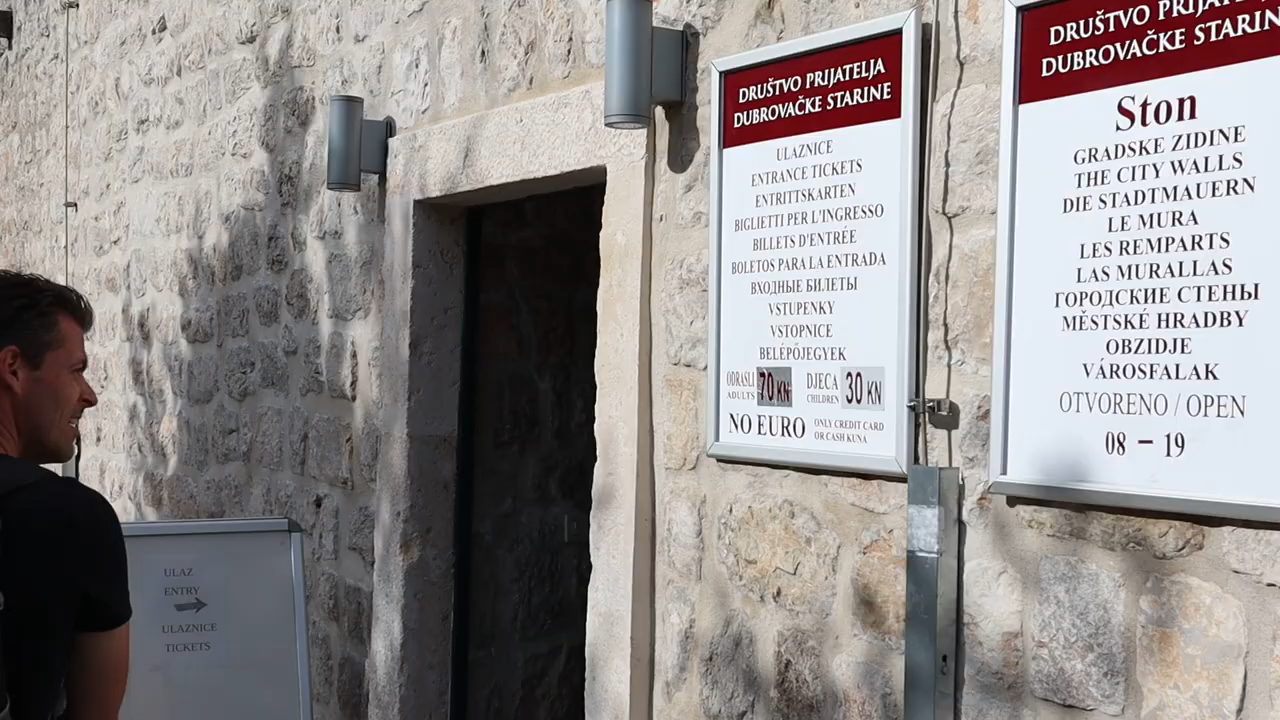 DRUŠTVO PRIJATELJA
DUBROVAČKE STARINE
ULAZNICE
ENTRANCE TICKETS
ENTRITTSKARTEN
BIGLIETTI PER L'INGRESSO
BILLETS D'ENTRÉE
BOLETOS PARA LA ENTRADA
ВХОДНЫЕ БИЛЕТЫ
VSTUPENKY
VSTOPNICE
BELÉPŐJEGYEK
ODRASLI ADULTS 70 KN DJECA CHILDREN 30 KN
NO EURO ONLY CREDIT CARD
OR CASH KUNA
DRUŠTVO
DUBROVAČKE
Ston
GRADSKE ZIDINE
THE CITY WALLS
DIE STADTMAUERN
LE MURA
LES REMPARTS
LAS MURALLAS
ГОРОДСКИЕ СТЕНЫ
MĚSTSKÉ HRADBY
OBZIDJE
VÁROSFALAK
OTVORENO / OPEN
08 – 19
ULAZ
ENTRY
ULAZNICE
TICKETS